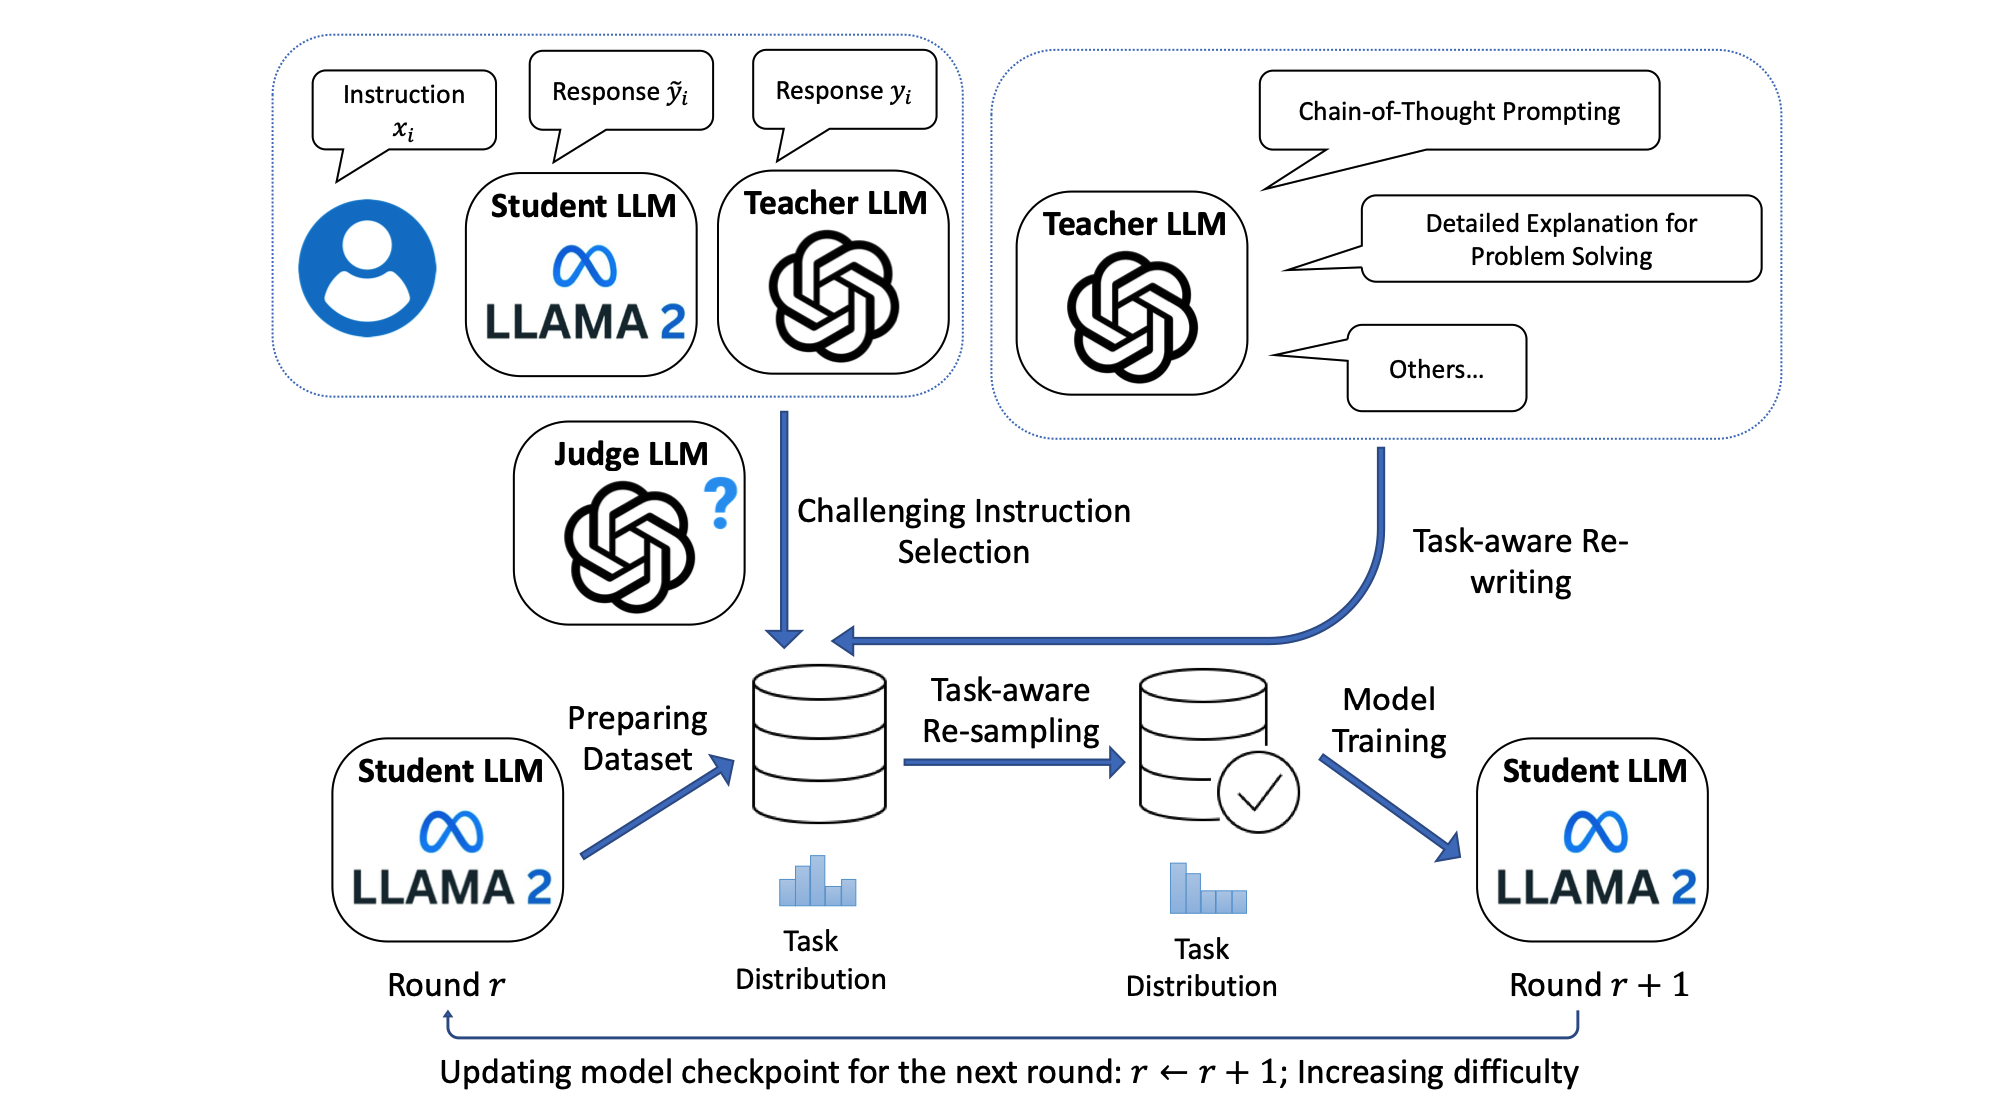 Instruction
x_i
Response ỹ_i
Response y_i
Student LLM
LLAMA 2
Teacher LLM
Chain-of-Thought Prompting
Teacher LLM
Detailed Explanation for
Problem Solving
Others...
Judge LLM
?
Challenging Instruction
Selection
Task-aware Re-
writing
Preparing
Dataset
Task-aware
Re-sampling
Model
Training
Student LLM
LLAMA 2
Student LLM
LLAMA 2
Task
Distribution
Task
Distribution
Round r
Round r + 1
Updating model checkpoint for the next round: r ← r + 1; Increasing difficulty